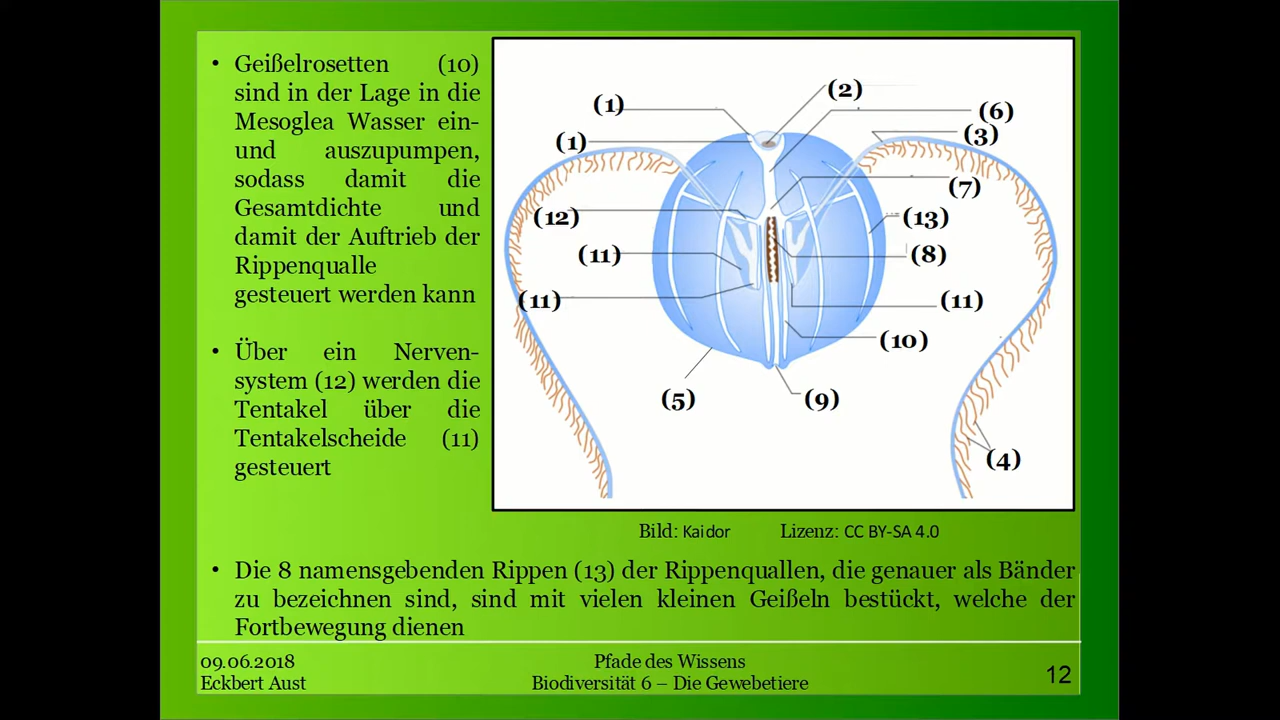 • Geißelrosetten (10)
sind in der Lage in die
Mesoglea Wasser ein-
und auszupumpen,
sodass damit die
Gesamtdichte und
damit der Auftrieb der
Rippenqualle
gesteuert werden kann
• Über ein Nerven-
system (12) werden die
Tentakel über die
Tentakelscheide (11)
gesteuert
(2)
(1)
(6)
(3)
(1)
(7)
(12)
(13)
(11)
(8)
(11)
(11)
(10)
(5)
(9)
(4)
Bild: Kaidor Lizenz: CC BY-SA 4.0
• Die 8 namensgebenden Rippen (13) der Rippenquallen, die genauer als Bänder
zu bezeichnen sind, sind mit vielen kleinen Geißeln bestückt, welche der
Fortbewegung dienen
09.06.2018
Eckbert Aust
Pfade des Wissens
Biodiversität 6 – Die Gewebetiere
12